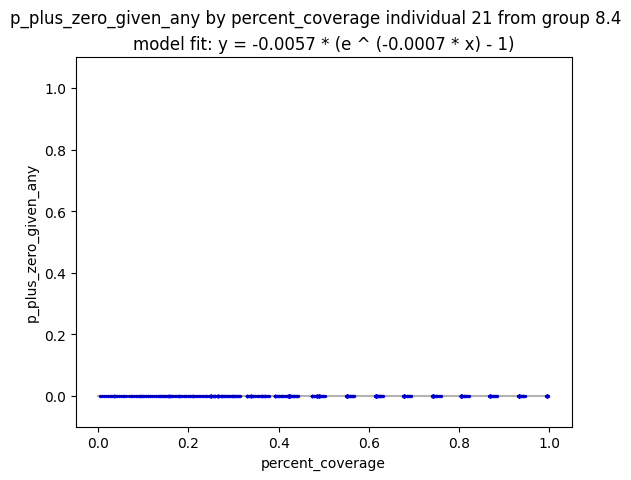 p_plus_zero_given_any by percent_coverage individual 21 from group 8.4
model fit: y = -0.0057 * (e ^ (-0.0007 * x) - 1)
p_plus_zero_given_any
1.0
0.8
0.6
0.4
0.2
0.0
0.0 0.2 0.4 0.6 0.8 1.0
percent_coverage